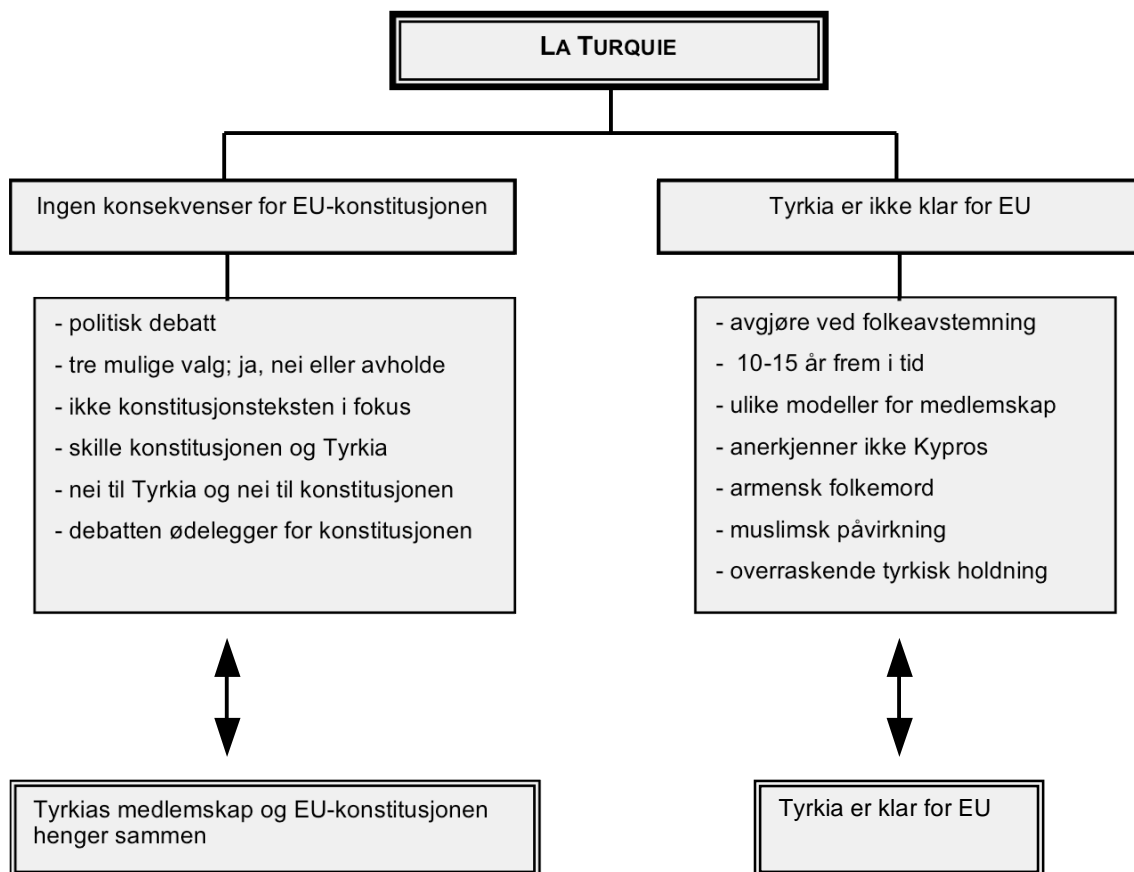 LA TURQUIE
Ingen konsekvenser for EU-konstitusjonen
Tyrkia er ikke klar for EU
- politisk debatt
- tre mulige valg; ja, nei eller avholde
- ikke konstitusjonsteksten i fokus
- skille konstitusjonen og Tyrkia
- nei til Tyrkia og nei til konstitusjonen
- debatten ødelegger for konstitusjonen
- avgjøre ved folkeavstemning
- 10-15 år frem i tid
- ulike modeller for medlemskap
- anerkjenner ikke Kypros
- armensk folkemord
- muslimsk påvirkning
- overraskende tyrkisk holdning
Tyrkias medlemskap og EU-konstitusjonen
henger sammen
Tyrkia er klar for EU